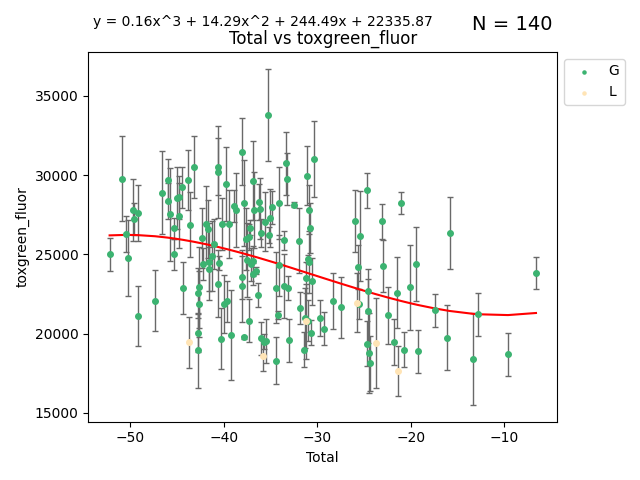 y = 0.16x^3 + 14.29x^2 + 244.49x + 22335.87
N = 140
Total vs toxgreen_fluor
G
L
35000
30000
25000
20000
15000
toxgreen_fluor
−50 −40 −30 −20 −10
Total